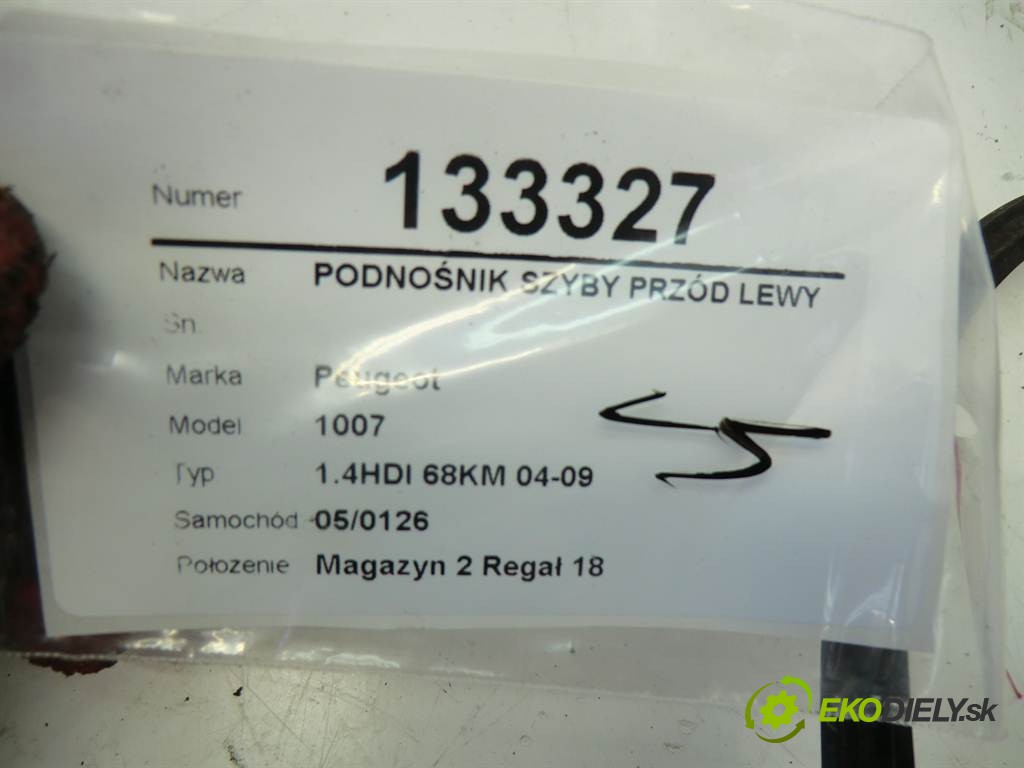 Numer 133327
Nazwa PODNOŚNIK SZYBY PRZÓD LEWY
Sn.
Marka Peugeot
Model 1007
Typ 1.4HDI 68KM 04-09
Samochód 05/0126
Położenie Magazyn 2 Regał 18
EKODIELY.sk